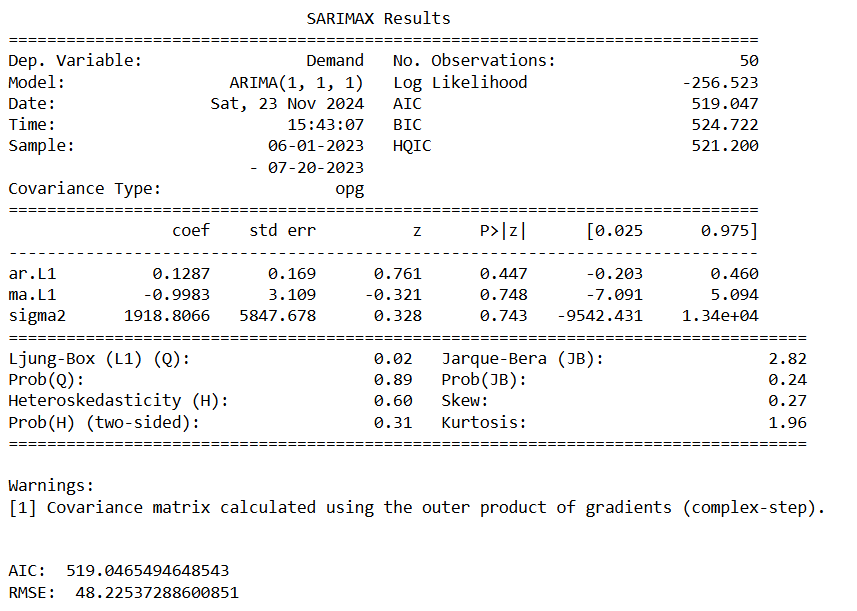 SARIMAX Results
==============================================================================
Dep. Variable:                 Demand   No. Observations:                   50
Model:                 ARIMA(1, 1, 1)   Log Likelihood                -256.523
Date:                Sat, 23 Nov 2024   AIC                            519.047
Time:                        15:43:07   BIC                            524.722
Sample:                    06-01-2023   HQIC                           521.200
                         - 07-20-2023
Covariance Type:                  opg
==============================================================================
                 coef    std err          z      P>|z|      [0.025      0.975]
------------------------------------------------------------------------------
ar.L1          0.1287      0.169      0.761      0.447      -0.203       0.460
ma.L1         -0.9983      3.109     -0.321      0.748      -7.091       5.094
sigma2      1918.8066   5847.678      0.328      0.743   -9542.431    1.34e+04
===================================================================================
Ljung-Box (L1) (Q):                   0.02   Jarque-Bera (JB):                 2.82
Prob(Q):                              0.89   Prob(JB):                         0.24
Heteroskedasticity (H):               0.60   Skew:                             0.27
Prob(H) (two-sided):                  0.31   Kurtosis:                         1.96
===================================================================================
Warnings:
[1] Covariance matrix calculated using the outer product of gradients (complex-step).
AIC:  519.0465494648543
RMSE:  48.22537288600851